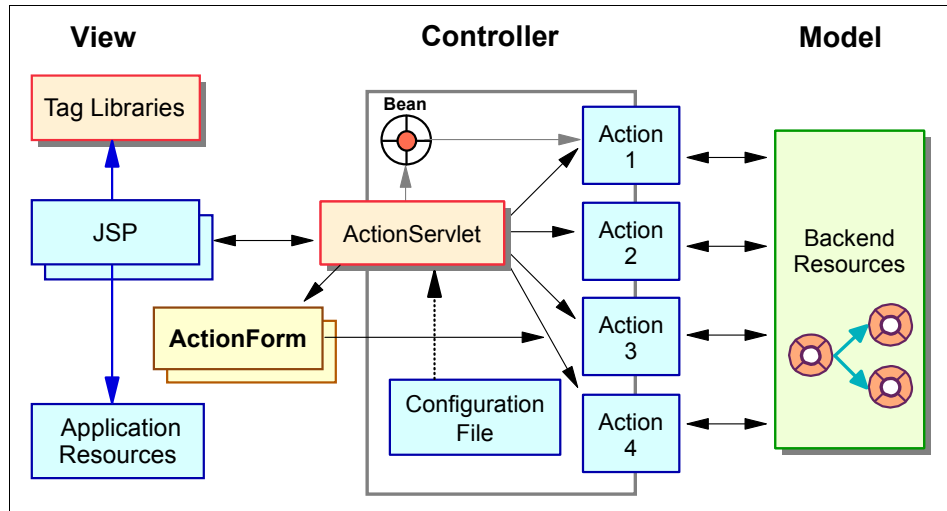 View
Controller
Model
Tag Libraries
Bean
Action
1
JSP
ActionServlet
Action
2
Backend
Resources
ActionForm
Action
3
Configuration
File
Application
Resources
Action
4